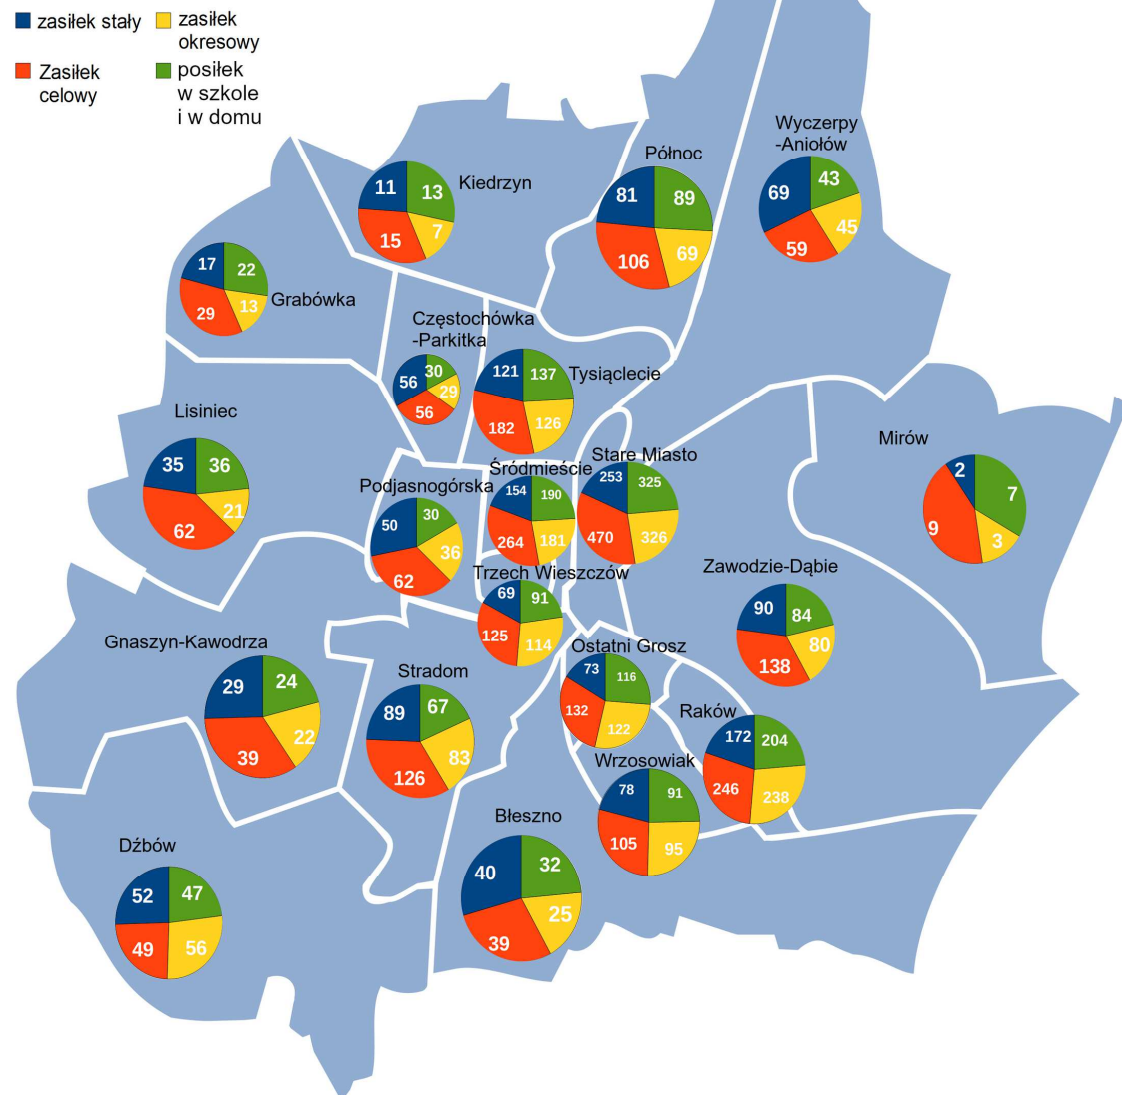 zasiłek stały
zasiłek
okresowy
Zasiłek
celowy
posiłek
w szkole
i w domu
Wyczerpy
-Aniołów
69
43
45
59
Północ
81
89
69
106
Kiedrzyn
11
13
7
15
Grabówka
17
22
13
29
Częstochówka
-Parkitka
56
30
29
56
Tysiąclecie
121
137
126
182
Lisiniec
35
36
21
62
Mirów
2
7
3
9
Stare Miasto
253
325
326
470
Śródmieście
154
190
181
264
Podjasnogórska
50
30
36
62
Trzech Wieszczów
69
91
114
125
Zawodzie-Dąbie
90
84
80
138
Gnaszyn-Kawodrza
29
24
22
39
Stradom
89
67
83
126
Ostatni Grosz
73
116
122
132
Raków
172
204
238
246
Wrzosowiak
78
91
95
105
Błeszno
40
32
25
39
Dźbów
52
47
56
49